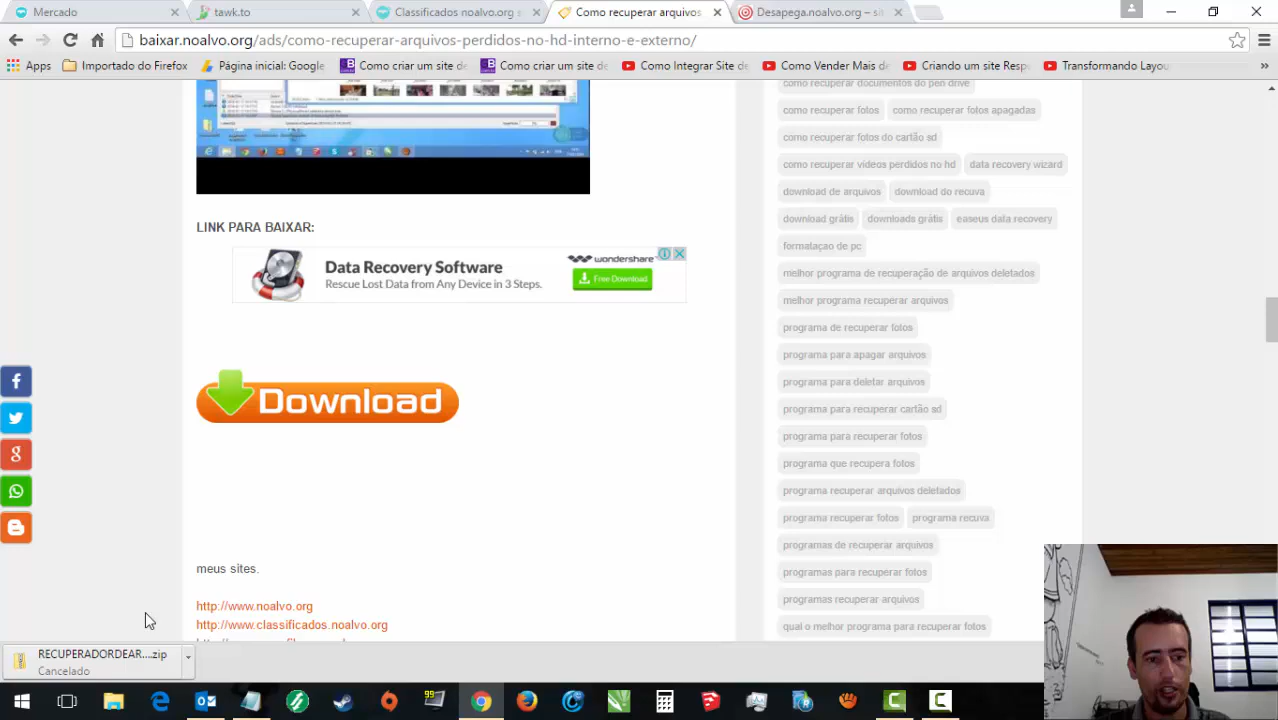 Mercado
tawk.to
Classificados noalvo.org s
Como recuperar arquivos
Desapega.noalvo.org – sit
baixar.noalvo.org/ads/como-recuperar-arquivos-perdidos-no-hd-interno-e-externo/
Apps
Importado do Firefox
Página inicial: Google
Como criar um site de
Como criar um site de
Como Integrar Site de
Como Vender Mais de
Criando um site Resp
Transformando Layou
»
como recuperar documentos do pen drive
como recuperar fotos
como recuperar fotos apagadas
como recuperar fotos do cartão sd
como recuperar vídeos perdidos no hd
data recovery wizard
download de arquivos
download do recuva
download grátis
downloads grátis
easeus data recovery
formataçao de pc
melhor programa de recuperação de arquivos deletados
melhor programa recuperar arquivos
programa de recuperar fotos
programa para apagar arquivos
programa para deletar arquivos
programa para recuperar cartão sd
programa para recuperar fotos
programa que recupera fotos
programa recuperar arquivos deletados
programa recuperar fotos
programa recuva
programas de recuperar arquivos
programas para recuperar fotos
programas recuperar arquivos
qual o melhor programa para recuperar fotos
LINK PARA BAIXAR:
Data Recovery Software
Rescue Lost Data from Any Device in 3 Steps.
wondershare
Free Download
Download
meus sites.
http://www.noalvo.org
http://www.classificados.noalvo.org
RECUPERADORDEAR....zip
Cancelado
99